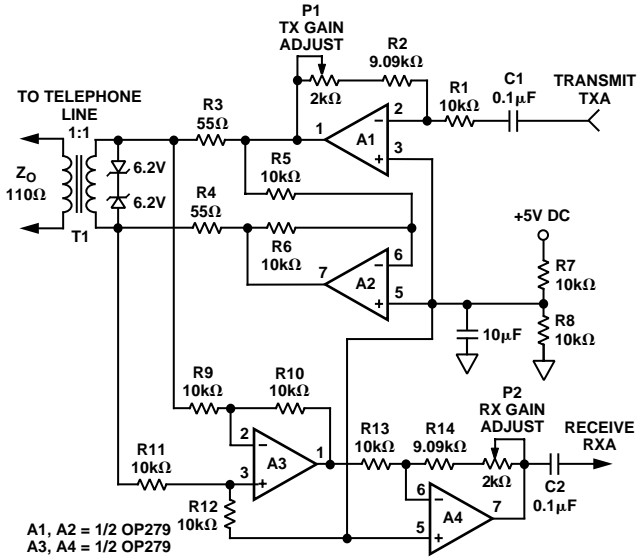 P1
TX GAIN
ADJUST
R2
9.09kΩ
2kΩ
R1
10kΩ
C1
0.1µF
TRANSMIT
TXA
TO TELEPHONE
LINE
1:1
R3
55Ω
1
2
A1
3
ZO
110Ω
6.2V
6.2V
T1
R5
10kΩ
R4
55Ω
R6
10kΩ
6
7
A2
5
+5V DC
R7
10kΩ
R8
10kΩ
10µF
R9
10kΩ
R10
10kΩ
2
1
A3
3
R11
10kΩ
R12
10kΩ
R13
10kΩ
R14
9.09kΩ
P2
RX GAIN
ADJUST
2kΩ
RECEIVE
RXA
C2
0.1µF
6
7
A4
5
A1, A2 = 1/2 OP279
A3, A4 = 1/2 OP279